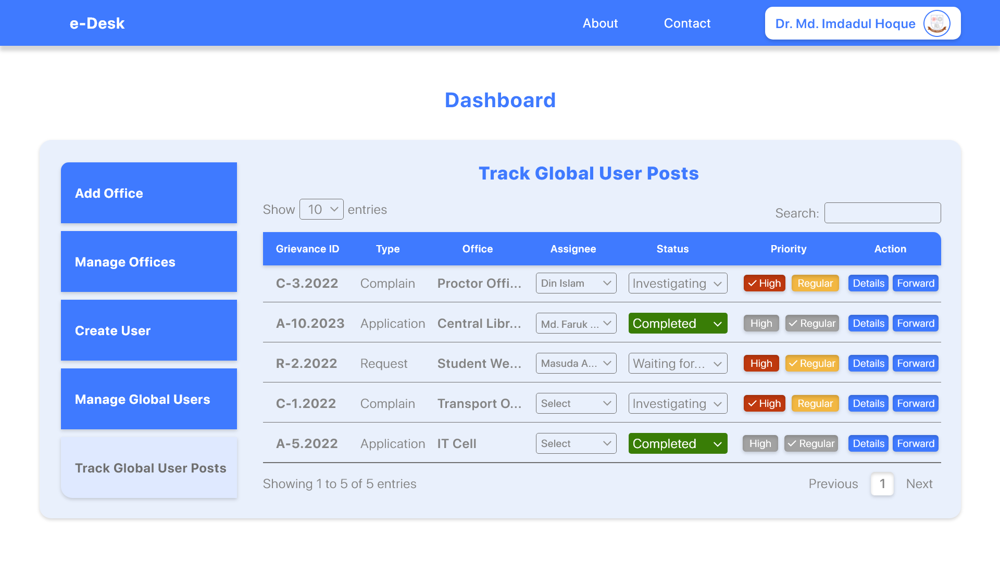 e-Desk
About
Contact
Dr. Md. Imdadul Hoque
Dashboard
Add Office
Manage Offices
Create User
Manage Global Users
Track Global User Posts
Track Global User Posts
Show 10 entries
Search:
Grievance ID Type Office Assignee Status Priority Action
C-3.2022 Complain Proctor Offi... Din Islam Investigating High Regular Details Forward
A-10.2023 Application Central Libr... Md. Faruk ... Completed High Regular Details Forward
R-2.2022 Request Student We... Masuda A... Waiting for... High Regular Details Forward
C-1.2022 Complain Transport O... Select Investigating High Regular Details Forward
A-5.2022 Application IT Cell Select Completed High Regular Details Forward
Showing 1 to 5 of 5 entries
Previous 1 Next